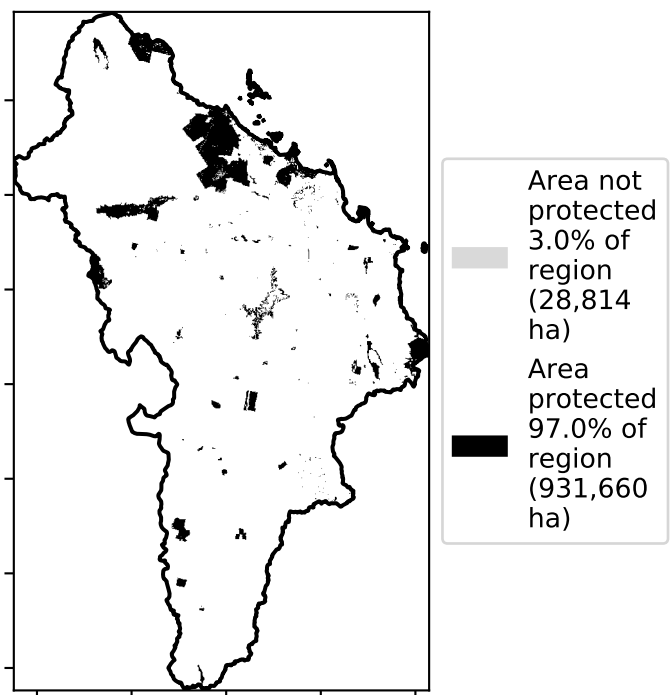 Area not
protected
3.0% of
region
(28,814
ha)
Area
protected
97.0% of
region
(931,660
ha)